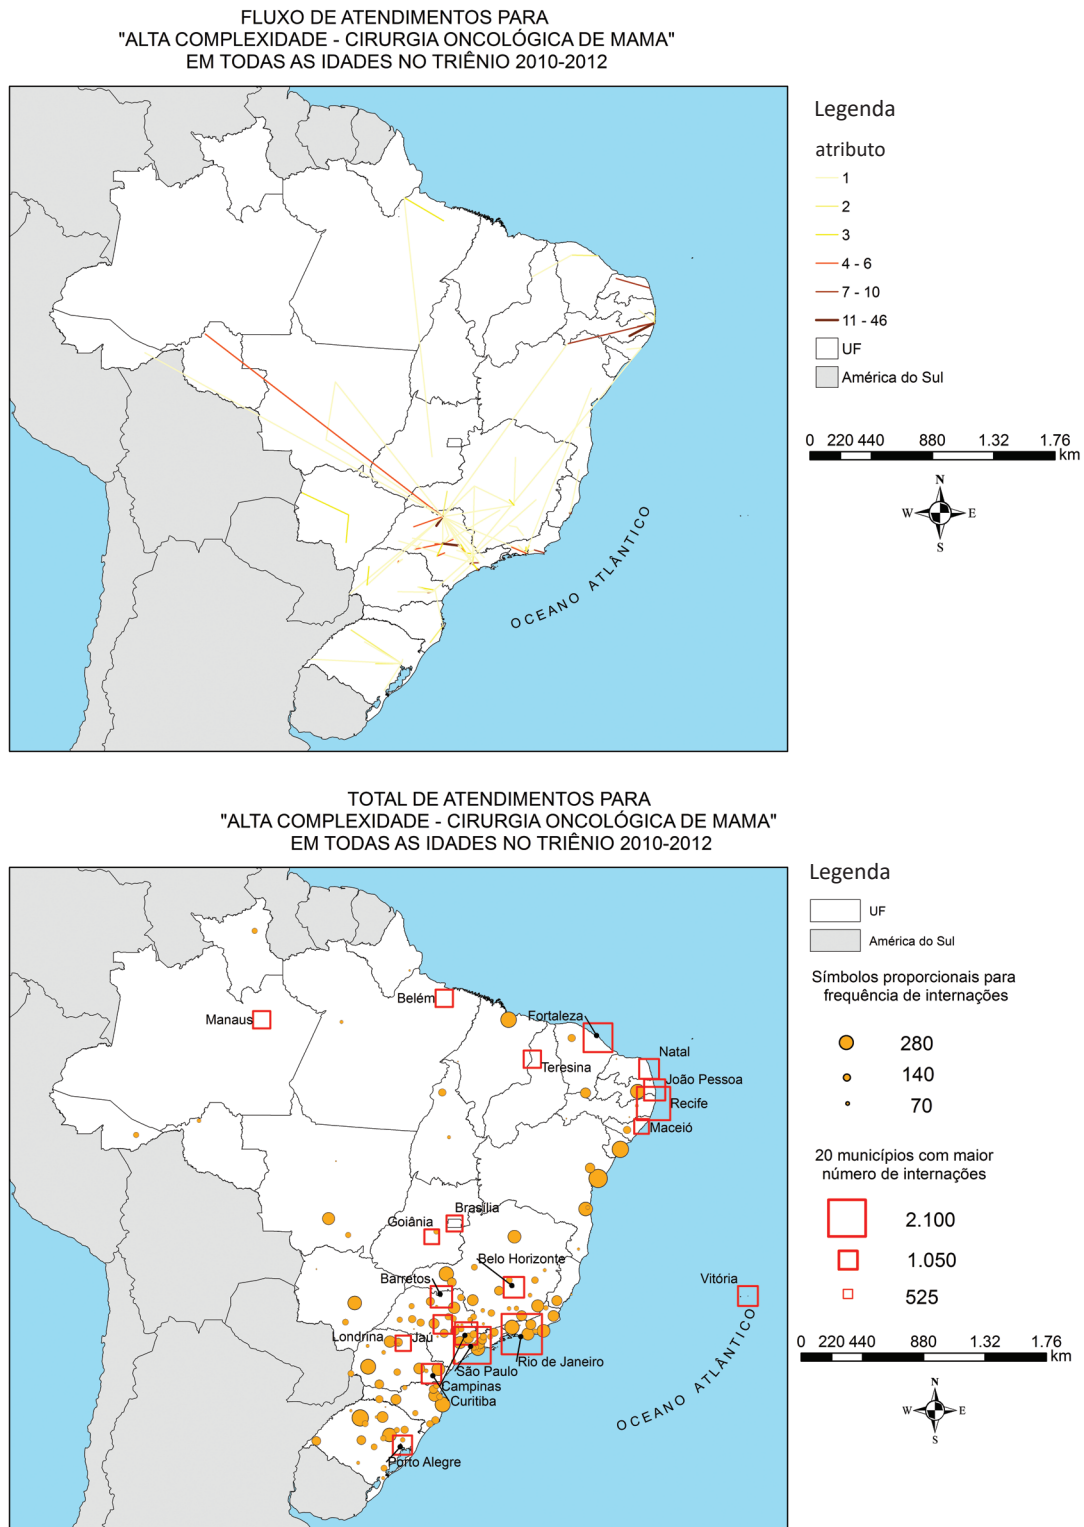 FLUXO DE ATENDIMENTOS PARA
"ALTA COMPLEXIDADE - CIRURGIA ONCOLÓGICA DE MAMA"
EM TODAS AS IDADES NO TRIÊNIO 2010-2012
Legenda
atributo
1
2
3
4 - 6
7 - 10
11 - 46
UF
América do Sul
0 220 440 880 1.32 1.76
km
N
W E
S
OCEANO ATLÂNTICO
TOTAL DE ATENDIMENTOS PARA
"ALTA COMPLEXIDADE - CIRURGIA ONCOLÓGICA DE MAMA"
EM TODAS AS IDADES NO TRIÊNIO 2010-2012
Legenda
UF
América do Sul
Símbolos proporcionais para
frequência de internações
280
140
70
20 municípios com maior
número de internações
2.100
1.050
525
0 220 440 880 1.32 1.76
km
N
W E
S
Belém
Manaus
Fortaleza
Teresina
Natal
João Pessoa
Recife
Maceió
Brasília
Goiânia
Belo Horizonte
Barretos
Vitória
Londrina
Jaú
Rio de Janeiro
São Paulo
Campinas
Curitiba
Porto Alegre
OCEANO ATLÂNTICO